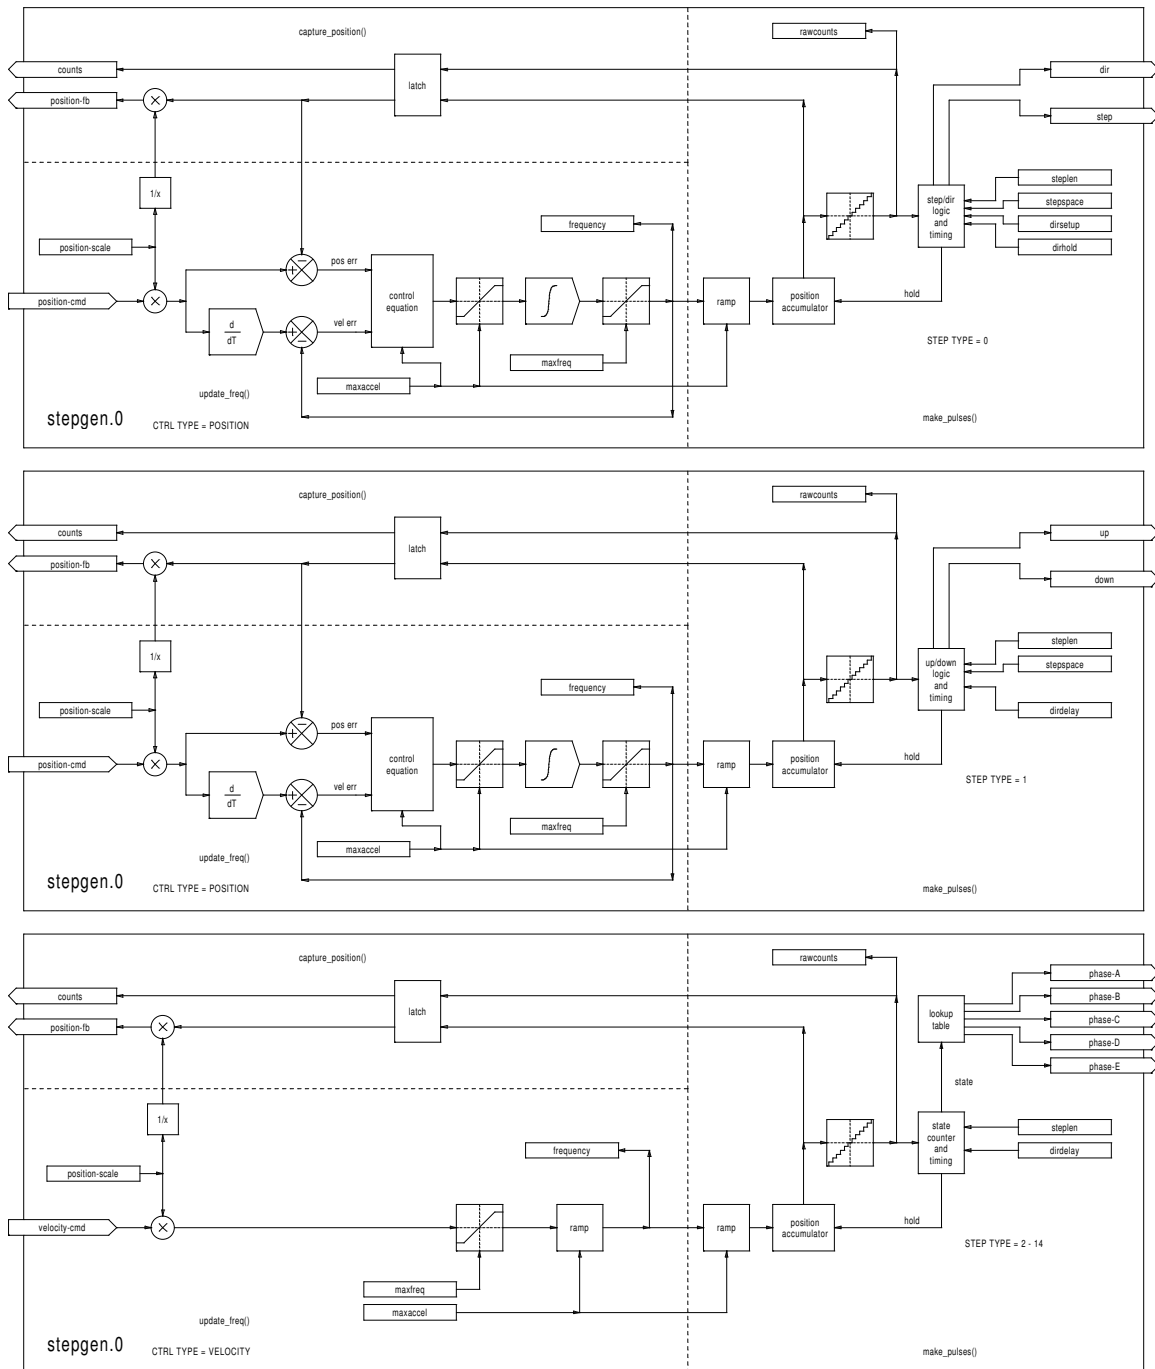 capture_position()
rawcounts
counts
dir
latch
position-fb
step
1/x
steplen
step/dir
logic
and
timing
stepspace
frequency
dirsetup
position-scale
dirhold
pos err
position-cmd
control
equation
ramp
position
accumulator
hold
d
dT
vel err
STEP TYPE = 0
maxfreq
maxaccel
update_freq()
stepgen.0
CTRL TYPE = POSITION
make_pulses()
capture_position()
rawcounts
counts
up
latch
position-fb
down
1/x
steplen
up/down
logic
and
timing
stepspace
frequency
position-scale
dirdelay
pos err
position-cmd
control
equation
ramp
position
accumulator
hold
d
dT
vel err
STEP TYPE = 1
maxfreq
maxaccel
update_freq()
stepgen.0
CTRL TYPE = POSITION
make_pulses()
capture_position()
rawcounts
phase-A
counts
phase-B
latch
lookup
table
phase-C
position-fb
phase-D
phase-E
state
1/x
state
counter
and
timing
steplen
frequency
dirdelay
position-scale
velocity-cmd
ramp
ramp
position
accumulator
hold
STEP TYPE = 2 - 14
maxfreq
maxaccel
update_freq()
stepgen.0
CTRL TYPE = VELOCITY
make_pulses()